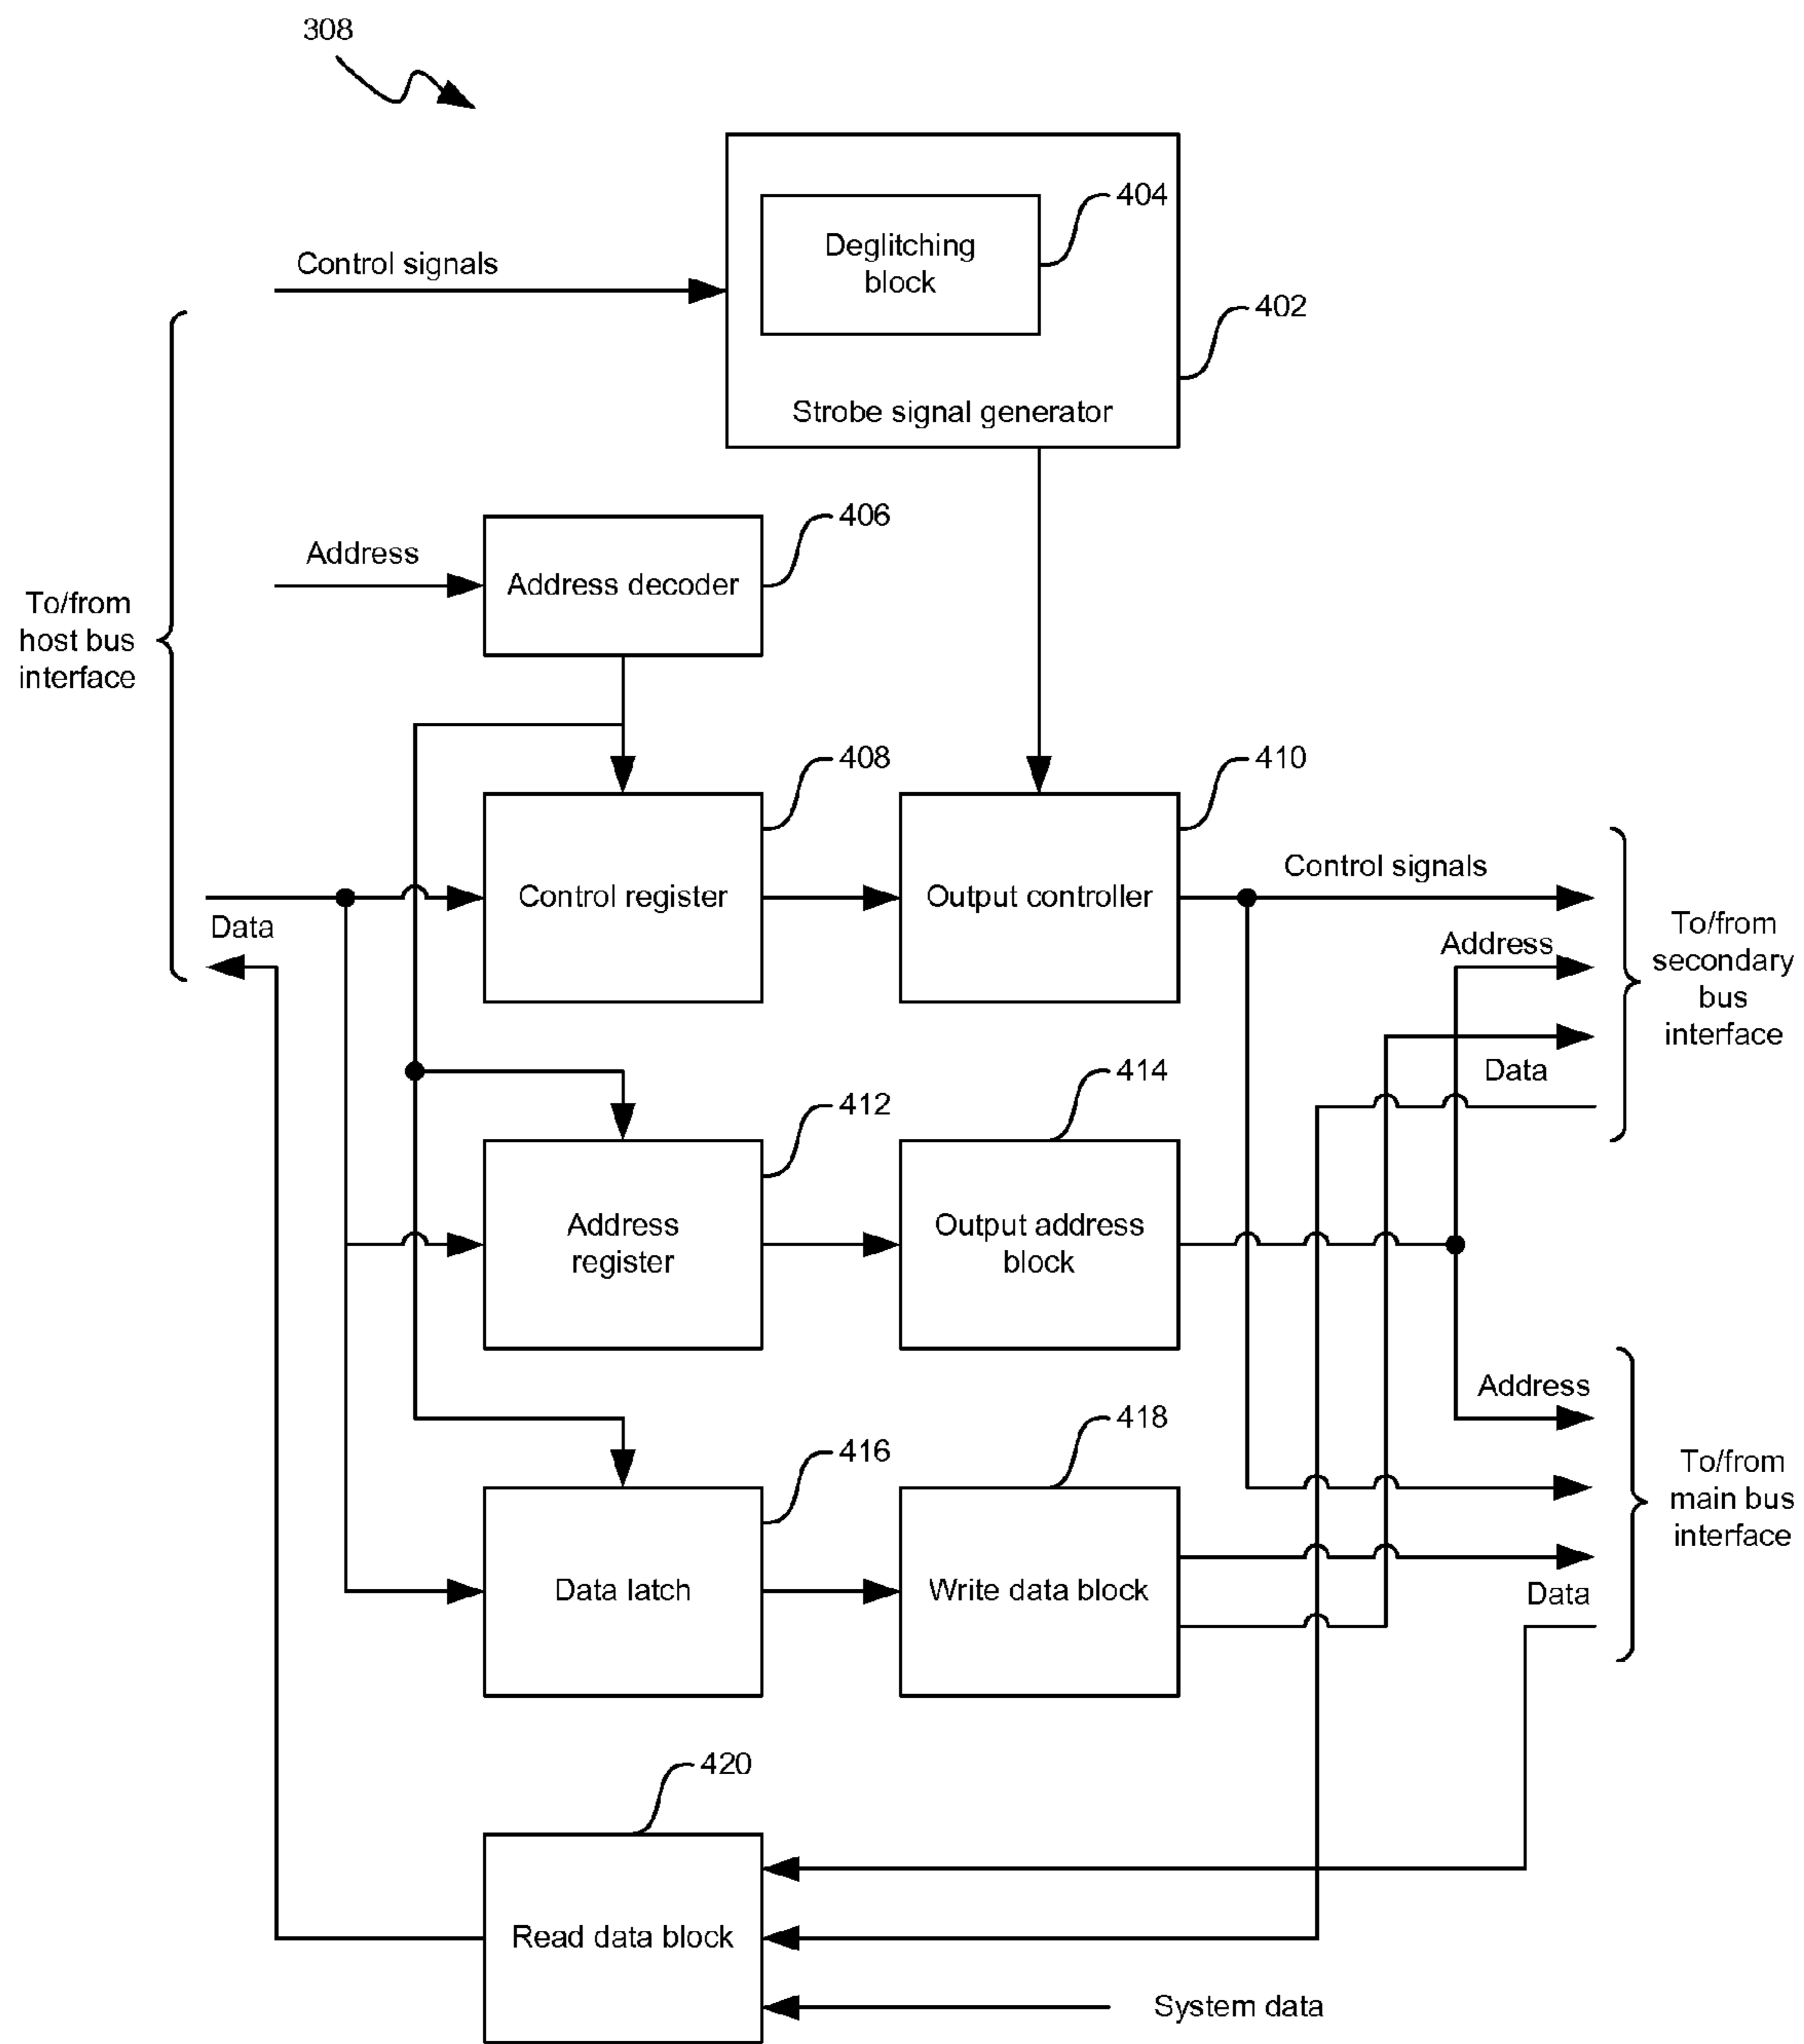 308
404
Deglitching
block
Control signals
402
Strobe signal generator
406
Address
Address decoder
To/from
host bus
interface
408
410
Control signals
Control register
Output controller
Data
To/from
secondary
bus
interface
Address
Data
414
412
Address
register
Output address
block
Address
418
416
To/from
main bus
interface
Data latch
Write data block
Data
420
Read data block
System data